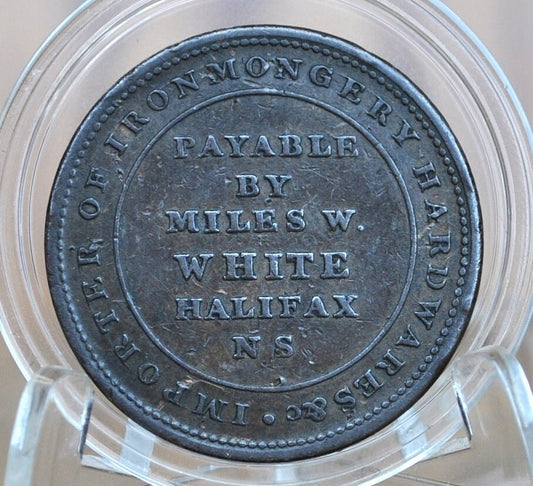 IMPORTER OF IRONMONGERY HARDWARES &c
PAYABLE
BY
MILES W.
WHITE
HALIFAX
N S